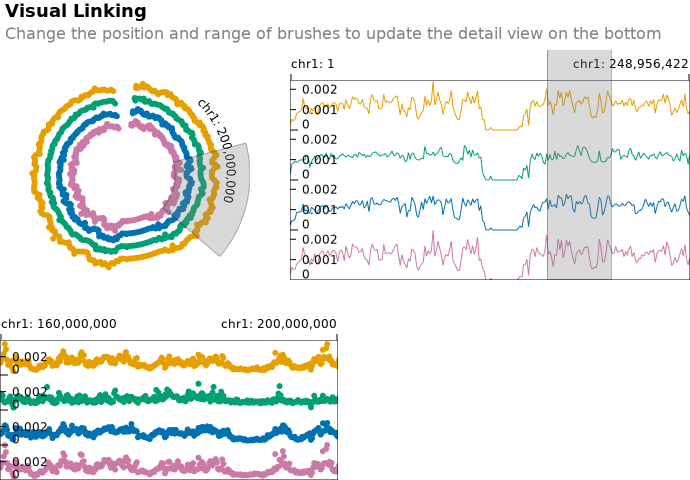 Visual Linking
Change the position and range of brushes to update the detail view on the bottom
chr1: 200,000,000
chr1: 1
chr1: 248,956,422
0.002
0.001
0
0.002
0.001
0
0.002
0.001
0
0.002
0.001
0
chr1: 160,000,000
chr1: 200,000,000
0.002
0
0.002
0
0.002
0
0.002
0